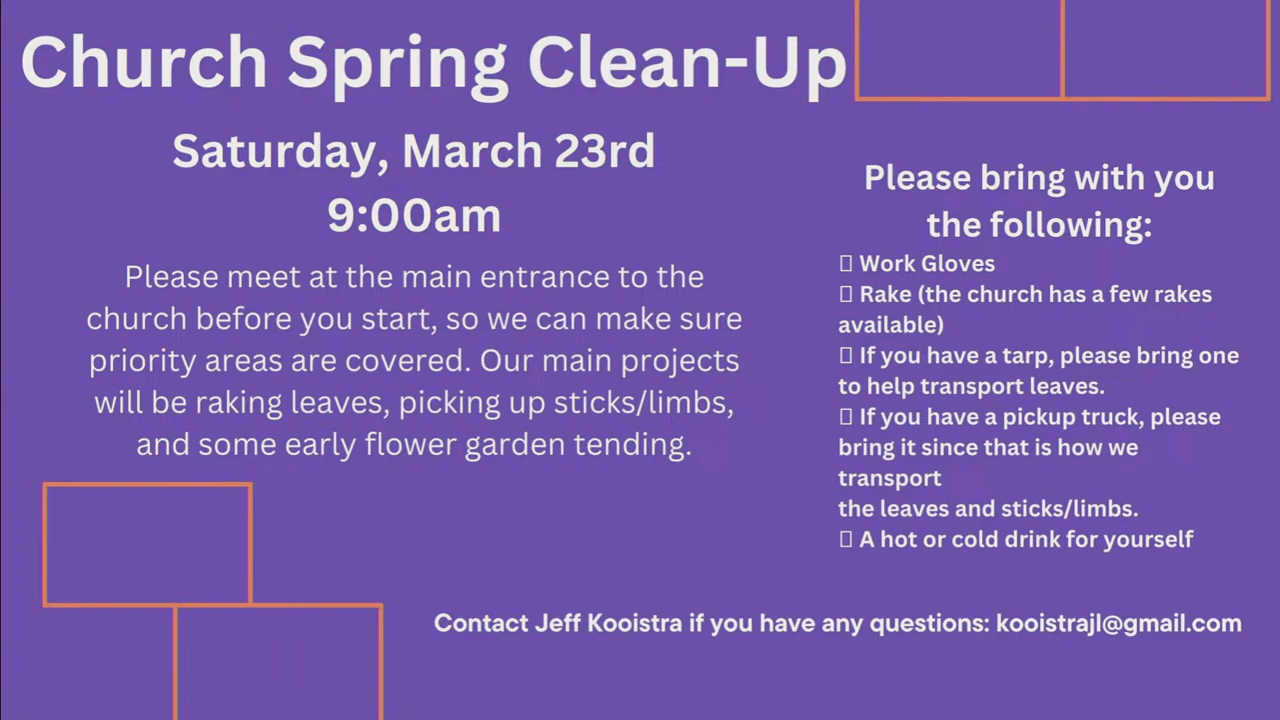 Church Spring Clean-Up
Saturday, March 23rd
9:00am
Please meet at the main entrance to the
church before you start, so we can make sure
priority areas are covered. Our main projects
will be raking leaves, picking up sticks/limbs,
and some early flower garden tending.
Please bring with you
the following:
▯ Work Gloves
▯ Rake (the church has a few rakes
available)
▯ If you have a tarp, please bring one
to help transport leaves.
▯ If you have a pickup truck, please
bring it since that is how we
transport
the leaves and sticks/limbs.
▯ A hot or cold drink for yourself
Contact Jeff Kooistra if you have any questions: kooistrajl@gmail.com